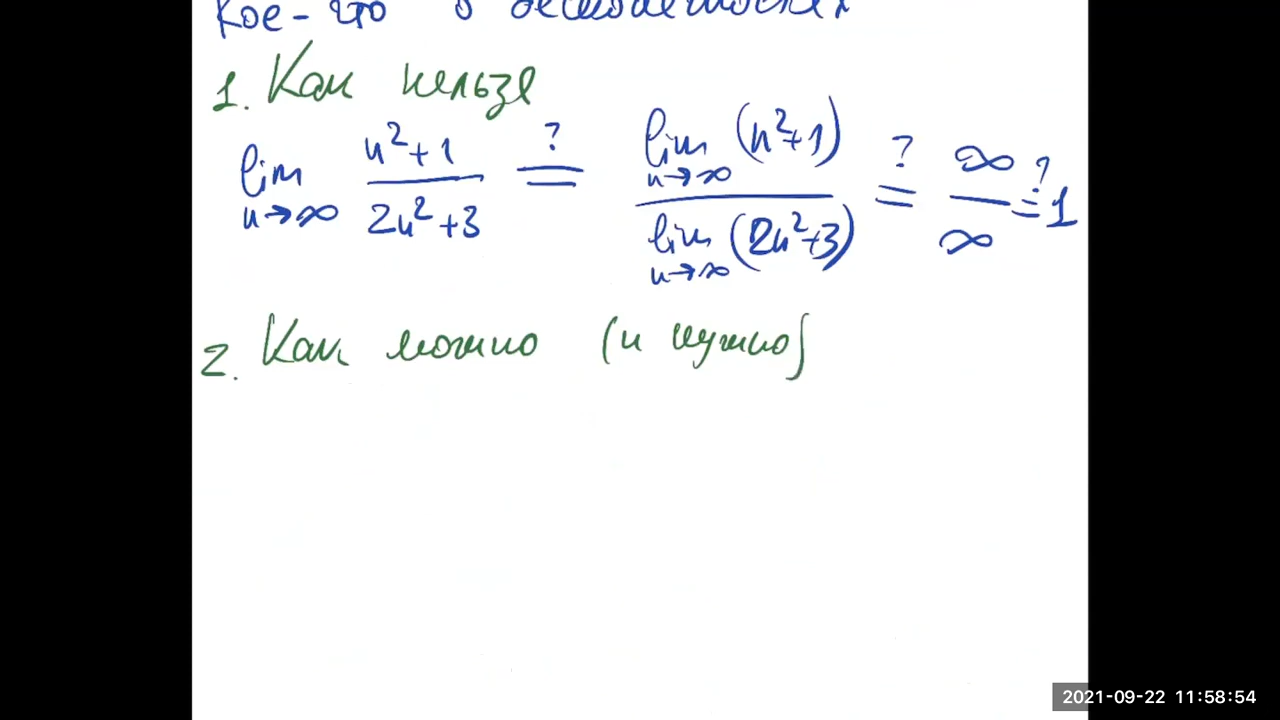 Кое-что о бесконечностях
1. Как нельзя
lim n→∞ (n²+1)/(2n²+3) =? lim n→∞ (n²+1) / lim n→∞ (2n²+3) =? ∞/∞ =? 1
2. Как можно (и нужно)
2021-09-22 11:58:54